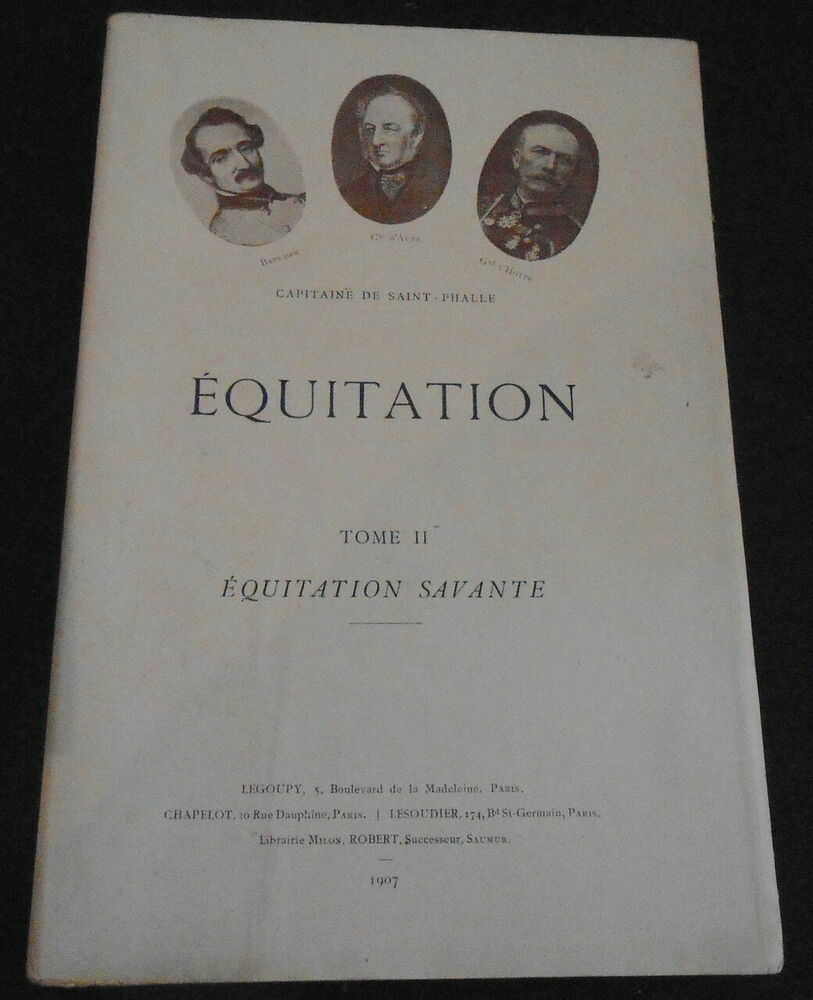 BAUCHER
Cte D'AURE
Gal L'HOTTE
CAPITAINE DE SAINT-PHALLE
ÉQUITATION
TOME II
ÉQUITATION SAVANTE
LEGOUPY, 5, Boulevard de la Madeleine, PARIS.
CHAPELOT, 30 Rue Dauphine, PARIS. | LESOUDIER, 174, Bd St-Germain, PARIS.
Librairie MILON, ROBERT, Successeur, SAUMUR.
1907